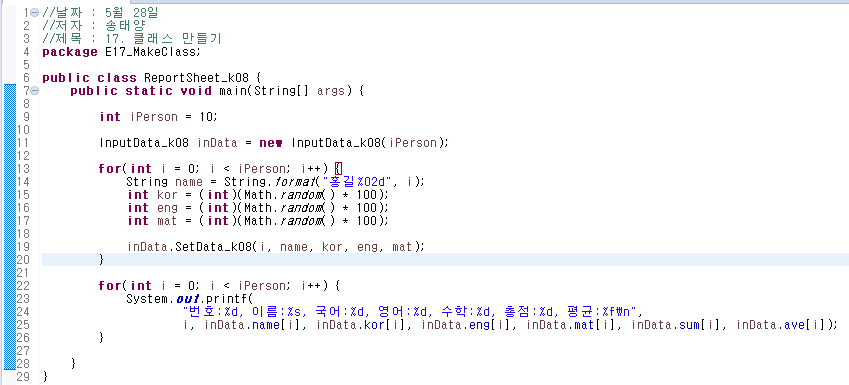 1 //날짜 : 5월 28일
2 //저자 : 송태양
3 //제목 : 17. 클래스 만들기
4 package E17_MakeClass;
5
6 public class ReportSheet_k08 {
7 public static void main(String[] args) {
8
9 int iPerson = 10;
10
11 InputData_k08 inData = new InputData_k08(iPerson);
12
13 for(int i = 0; i < iPerson; i++) {
14 String name = String.format("홍길%02d", i);
15 int kor = (int)(Math.random() * 100);
16 int eng = (int)(Math.random() * 100);
17 int mat = (int)(Math.random() * 100);
18
19 inData.SetData_k08(i, name, kor, eng, mat);
20 }
21
22 for(int i = 0; i < iPerson; i++) {
23 System.out.printf(
24 "번호:%d, 이름:%s, 국어:%d, 영어:%d, 수학:%d, 총점:%d, 평균:%f\n",
25 i, inData.name[i], inData.kor[i], inData.eng[i], inData.mat[i], inData.sum[i], inData.ave[i]);
26 }
27
28 }
29 }